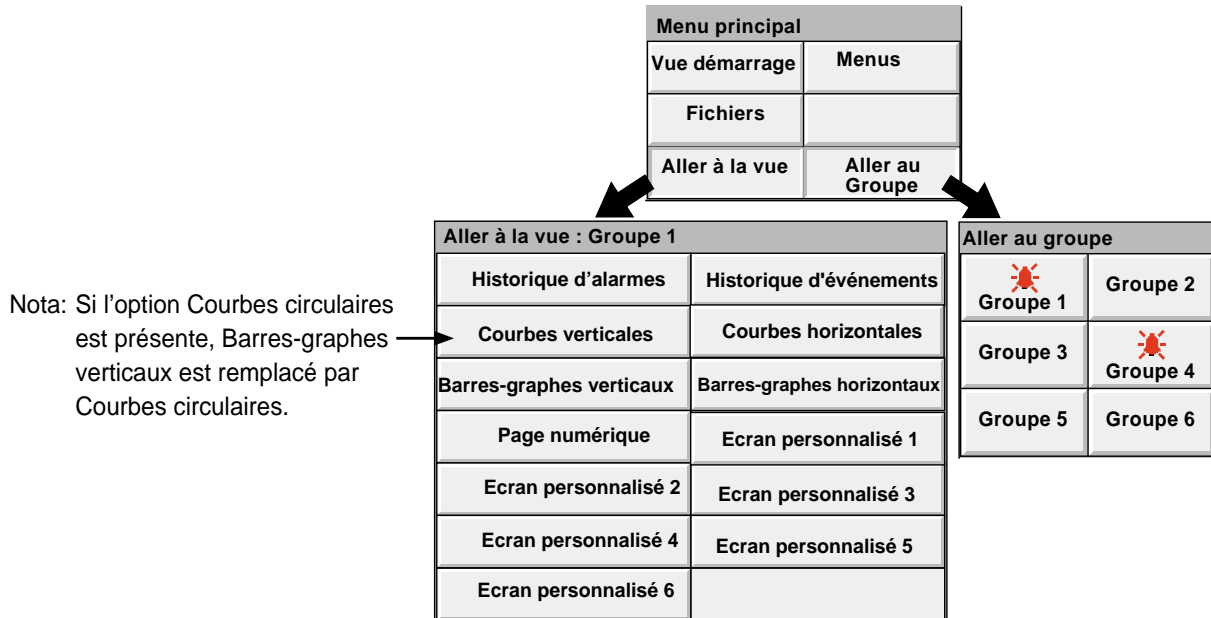 Menu principal
Vue démarrage
Menus
Fichiers
Aller à la vue
Aller au
Groupe
Aller à la vue : Groupe 1
Historique d’alarmes
Historique d'événements
Courbes verticales
Courbes horizontales
Barres-graphes verticaux
Barres-graphes horizontaux
Page numérique
Ecran personnalisé 1
Ecran personnalisé 2
Ecran personnalisé 3
Ecran personnalisé 4
Ecran personnalisé 5
Ecran personnalisé 6
Aller au groupe
Groupe 1
Groupe 2
Groupe 3
Groupe 4
Groupe 5
Groupe 6
Nota: Si l’option Courbes circulaires
est présente, Barres-graphes
verticaux est remplacé par
Courbes circulaires.